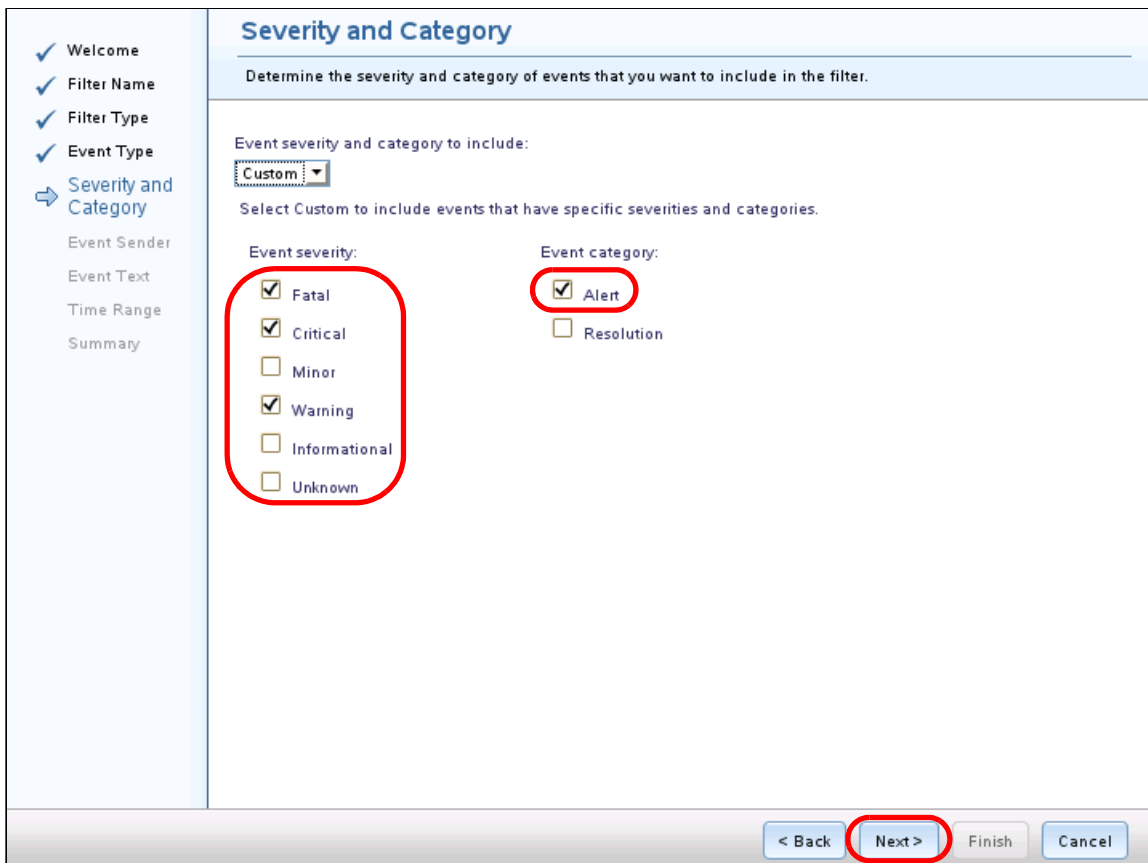 Welcome
Filter Name
Filter Type
Event Type
Severity and
Category
Event Sender
Event Text
Time Range
Summary
Severity and Category
Determine the severity and category of events that you want to include in the filter.
Event severity and category to include:
Custom
Select Custom to include events that have specific severities and categories.
Event severity:
Fatal
Critical
Minor
Warning
Informational
Unknown
Event category:
Alert
Resolution
< Back
Next >
Finish
Cancel